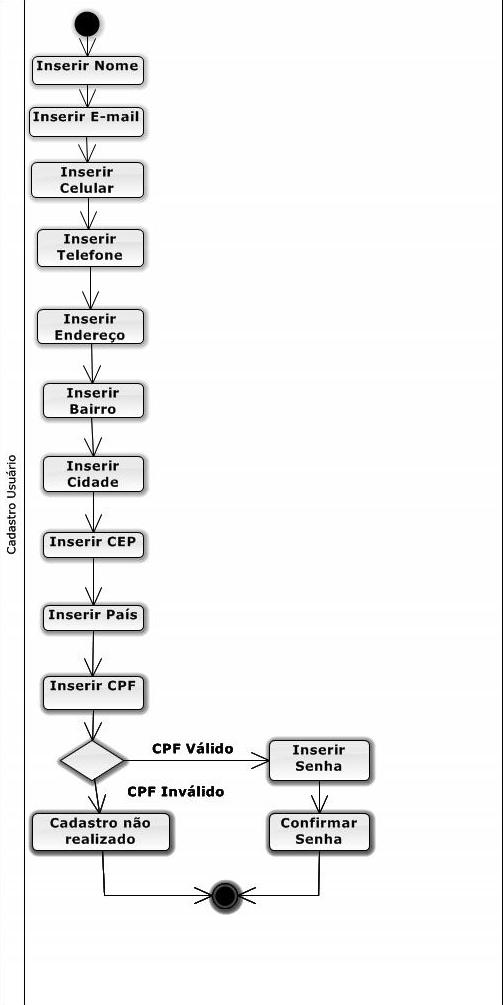 Cadastro Usuário
Inserir Nome
Inserir E-mail
Inserir
Celular
Inserir
Telefone
Inserir
Endereço
Inserir
Bairro
Inserir
Cidade
Inserir CEP
Inserir País
Inserir CPF
CPF Válido
Inserir
Senha
CPF Inválido
Cadastro não
realizado
Confirmar
Senha